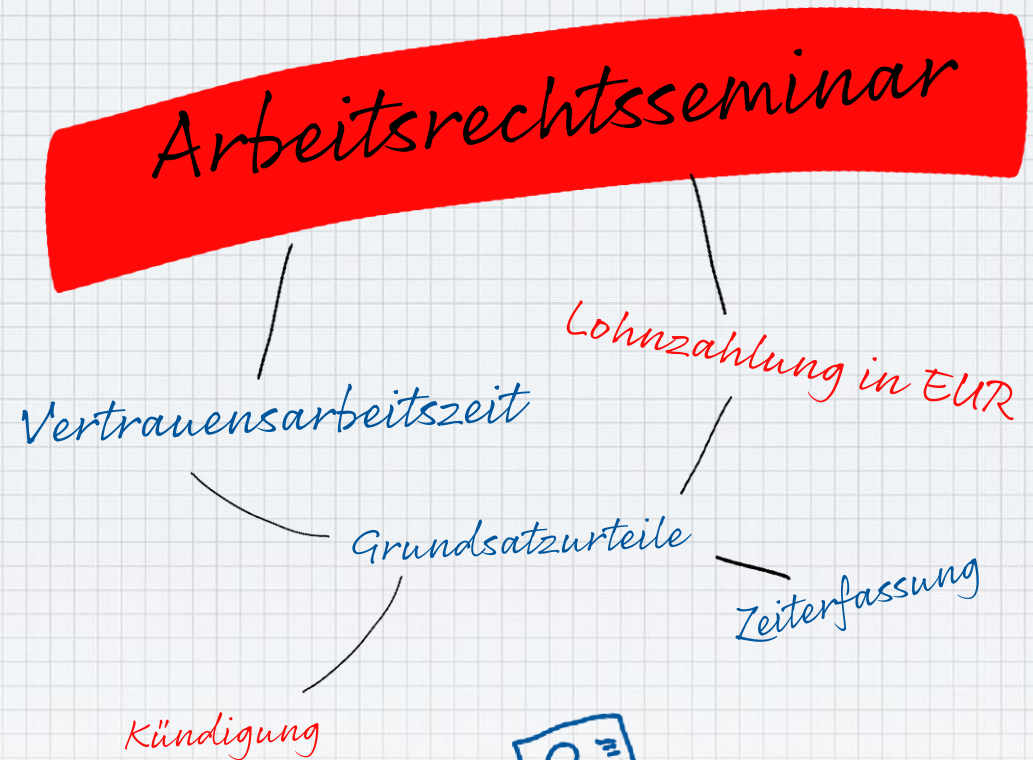 Arbeitsrechtsseminar
Lohnzahlung in EUR
Vertrauensarbeitszeit
Grundsatzurteile
Zeiterfassung
Kündigung